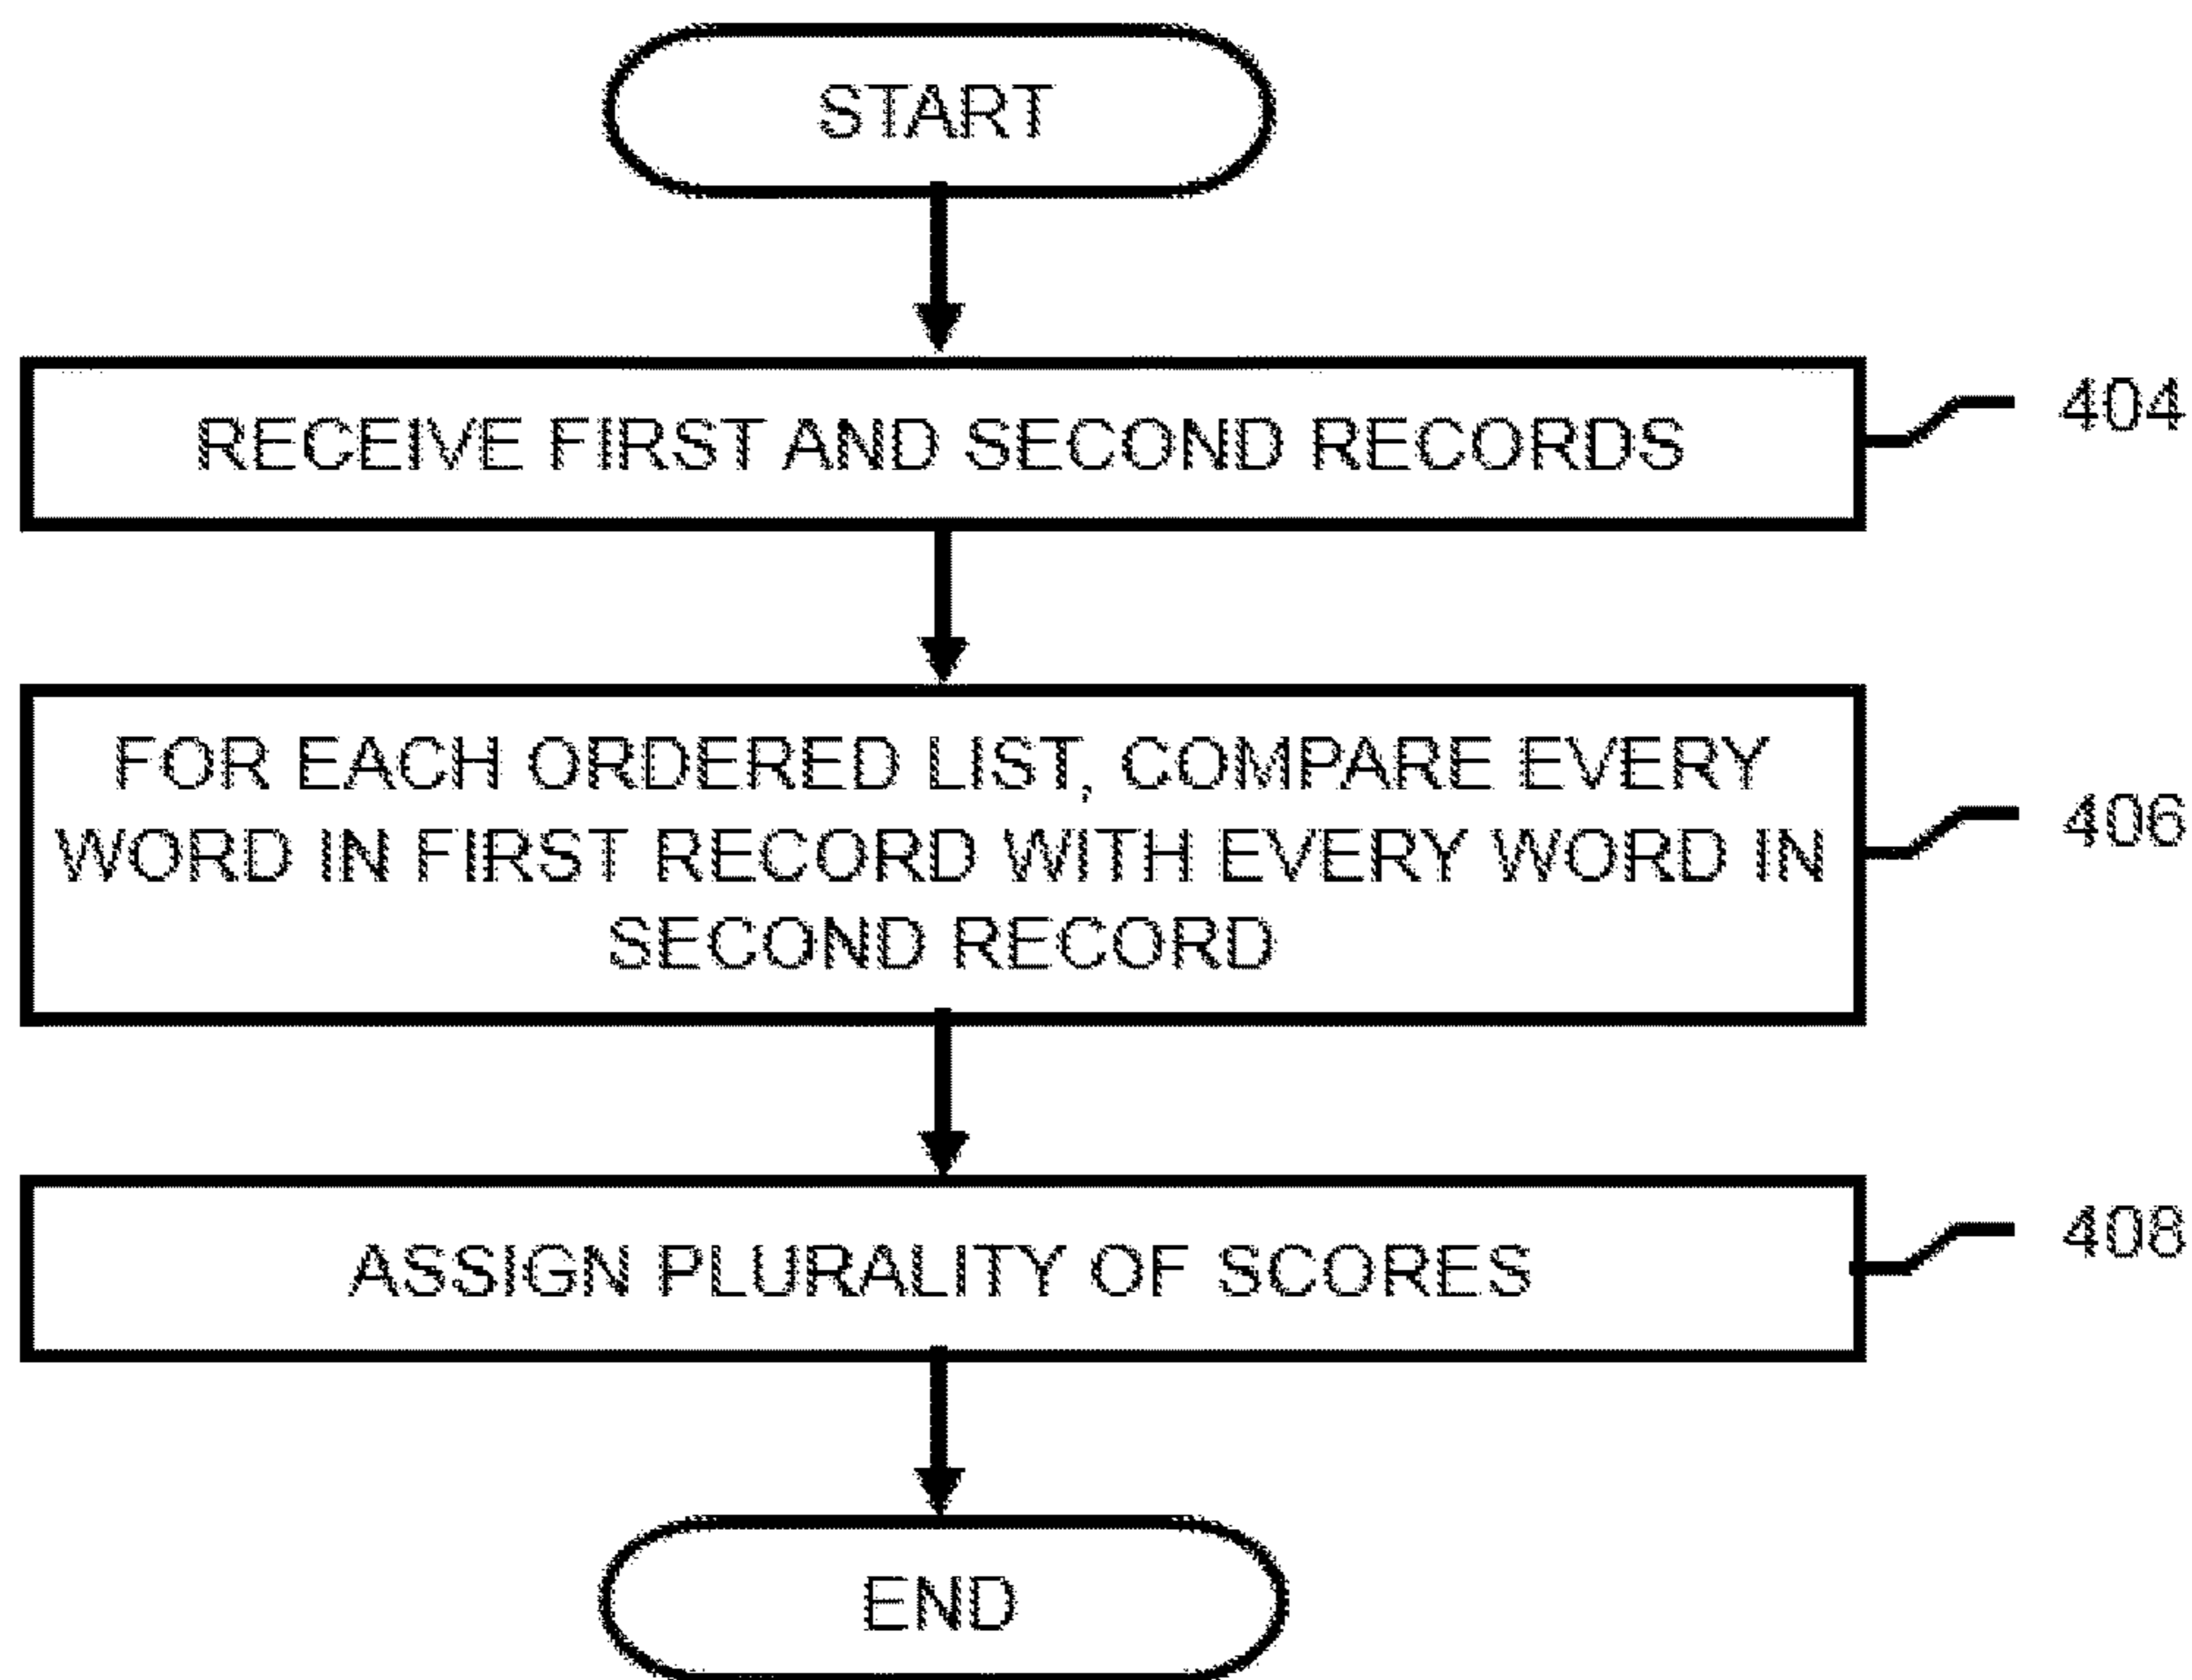 START
RECEIVE FIRST AND SECOND RECORDS
404
FOR EACH ORDERED LIST, COMPARE EVERY
WORD IN FIRST RECORD WITH EVERY WORD IN
SECOND RECORD
406
ASSIGN PLURALITY OF SCORES
408
END